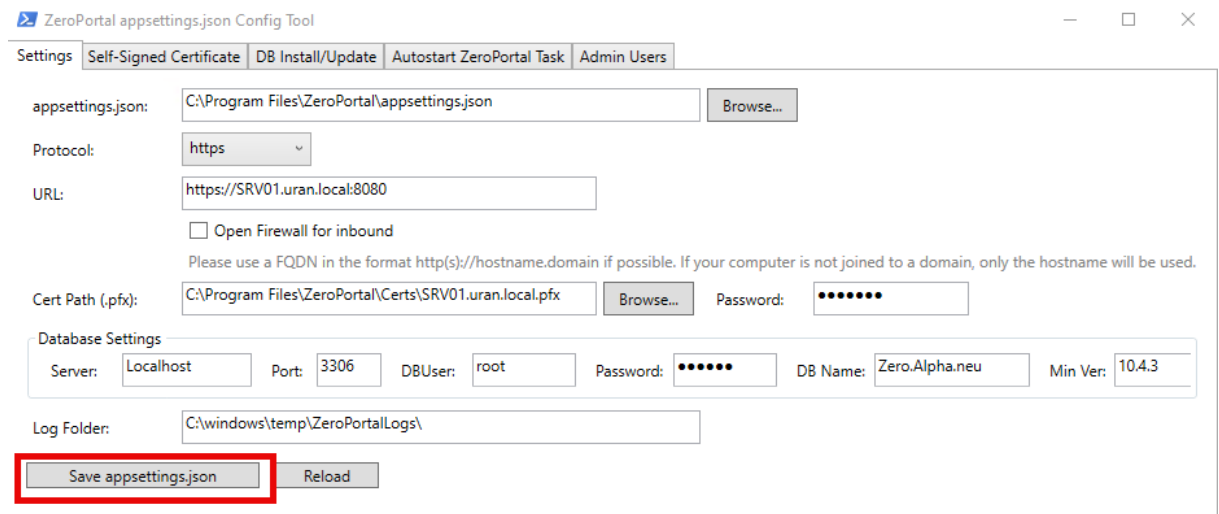 ZeroPortal appsettings.json Config Tool
Settings Self-Signed Certificate DB Install/Update Autostart ZeroPortal Task Admin Users
appsettings.json: C:\Program Files\ZeroPortal\appsettings.json Browse...
Protocol: https
URL: https://SRV01.uran.local:8080
Open Firewall for inbound
Please use a FQDN in the format http(s)://hostname.domain if possible. If your computer is not joined to a domain, only the hostname will be used.
Cert Path (.pfx): C:\Program Files\ZeroPortal\Certs\SRV01.uran.local.pfx Browse... Password: ●●●●●●●
Database Settings
Server: Localhost Port: 3306 DBUser: root Password: ●●●●●● DB Name: Zero.Alpha.neu Min Ver: 10.4.3
Log Folder: C:\windows\temp\ZeroPortalLogs\
Save appsettings.json Reload